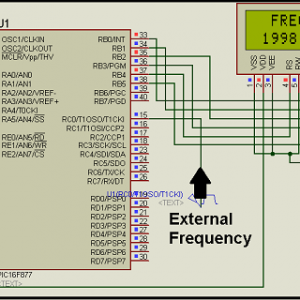 U1
OSC1/CLKIN
OSC2/CLKOUT
MCLR/Vpp/THV
RA0/AN0
RA1/AN1
RA2/AN2/VREF-
RA3/AN3/VREF+
RA4/T0CKI
RA5/AN4/SS
RE0/AN5/RD
RE1/AN6/WR
RE2/AN7/CS
RB0/INT
RB1
RB2
RB3/PGM
RB4
RB5
RB6/PGC
RB7/PGD
RC0/T1OSO/T1CKI
RC1/T1OSI/CCP2
RC2/CCP1
RC3/SCK/SCL
RC4/SDI/SDA
RC5/SDO
RC6/TX/CK
RC7/RX/DT
RD0/PSP0
RD1/PSP1
RD2/PSP2
RD3/PSP3
RD4/PSP4
RD5/PSP5
RD6/PSP6
RD7/PSP7
33
34
35
36
37
38
39
40
15
16
17
18
23
24
25
26
19
20
21
22
27
28
29
30
PIC16F877
<TEXT>
U1(RC0/T1OSO/T1CKI)
<TEXT>
External
Frequency
FREQ
1998
VSS
VDD
VEE
RS
RW
1
2
3
4
5